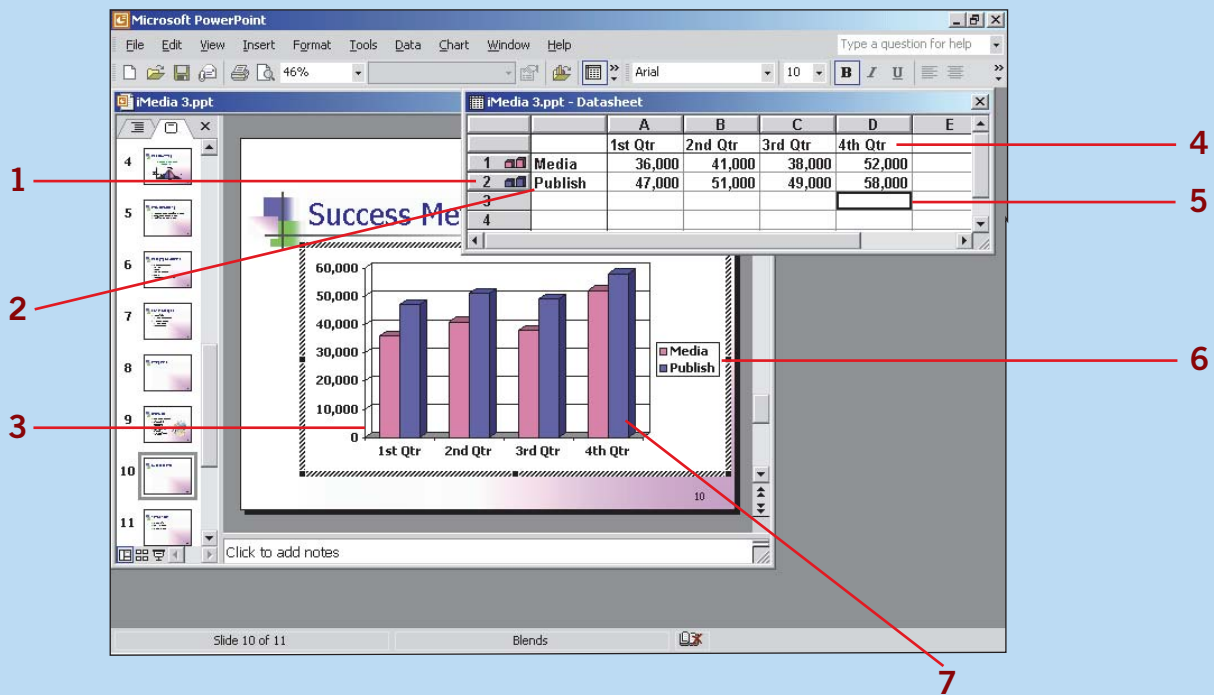 Microsoft PowerPoint
File Edit View Insert Format Tools Data Chart Window Help Type a question for help
46% Arial 10 B I U
iMedia 3.ppt
iMedia 3.ppt - Datasheet
A B C D E
1st Qtr 2nd Qtr 3rd Qtr 4th Qtr
1 Media 36,000 41,000 38,000 52,000
2 Publish 47,000 51,000 49,000 58,000
3
4
4
5
6
7
8
9
10
11
Success Me
60,000
50,000
40,000
30,000
20,000
10,000
0
1st Qtr 2nd Qtr 3rd Qtr 4th Qtr
Media
Publish
10
Click to add notes
Slide 10 of 11 Blends
1
2
3
4
5
6
7